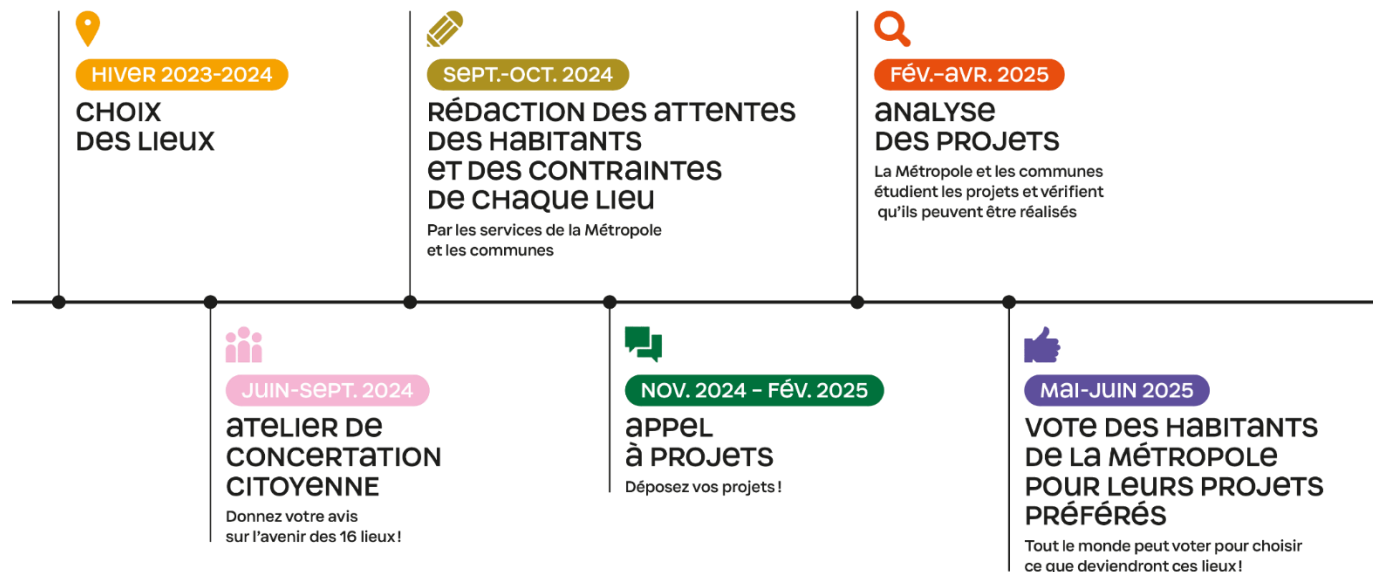 HIVER 2023-2024
CHOIX
DES LIEUX
JUIN-SEPT. 2024
ATELIER DE
CONCERTATION
CITOYENNE
Donnez votre avis
sur l'avenir des 16 lieux !
SEPT.-OCT. 2024
RÉDACTION DES ATTENTES
DES HABITANTS
ET DES CONTRAINTES
DE CHAQUE LIEU
Par les services de la Métropole
et les communes
NOV. 2024 – FÉV. 2025
APPEL
À PROJETS
Déposez vos projets !
FÉV.-AVR. 2025
ANALYSE
DES PROJETS
La Métropole et les communes
étudient les projets et vérifient
qu'ils peuvent être réalisés
MAI-JUIN 2025
VOTE DES HABITANTS
DE LA MÉTROPOLE
POUR LEURS PROJETS
PRÉFÉRÉS
Tout le monde peut voter pour choisir
ce que deviendront ces lieux !